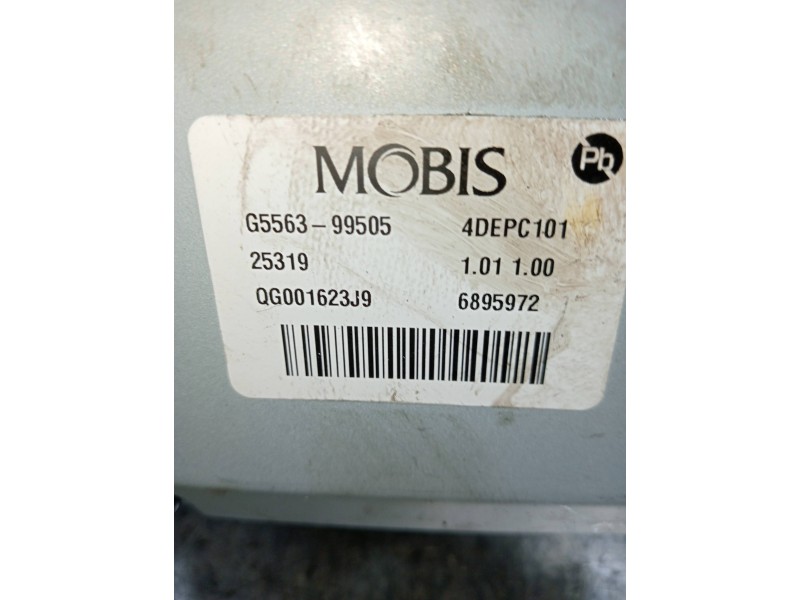 MOBIS
Pb
G5563-99505 4DEPC101
25319 1.01 1.00
QG001623J9 6895972